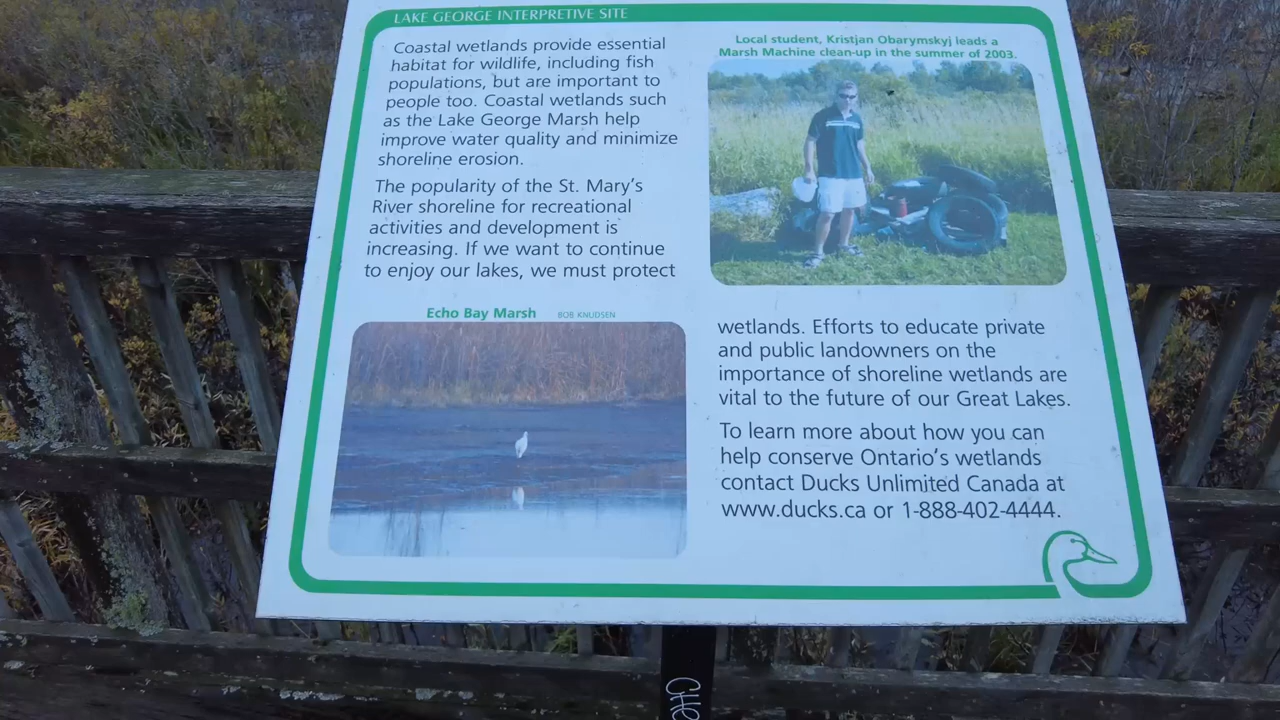 LAKE GEORGE INTERPRETIVE SITE
Coastal wetlands provide essential
habitat for wildlife, including fish
populations, but are important to
people too. Coastal wetlands such
as the Lake George Marsh help
improve water quality and minimize
shoreline erosion.
The popularity of the St. Mary's
River shoreline for recreational
activities and development is
increasing. If we want to continue
to enjoy our lakes, we must protect
Echo Bay Marsh BOB KNUDSEN
Local student, Kristjan Obarymskyj leads a
Marsh Machine clean-up in the summer of 2003.
wetlands. Efforts to educate private
and public landowners on the
importance of shoreline wetlands are
vital to the future of our Great Lakes.
To learn more about how you can
help conserve Ontario's wetlands
contact Ducks Unlimited Canada at
www.ducks.ca or 1-888-402-4444.